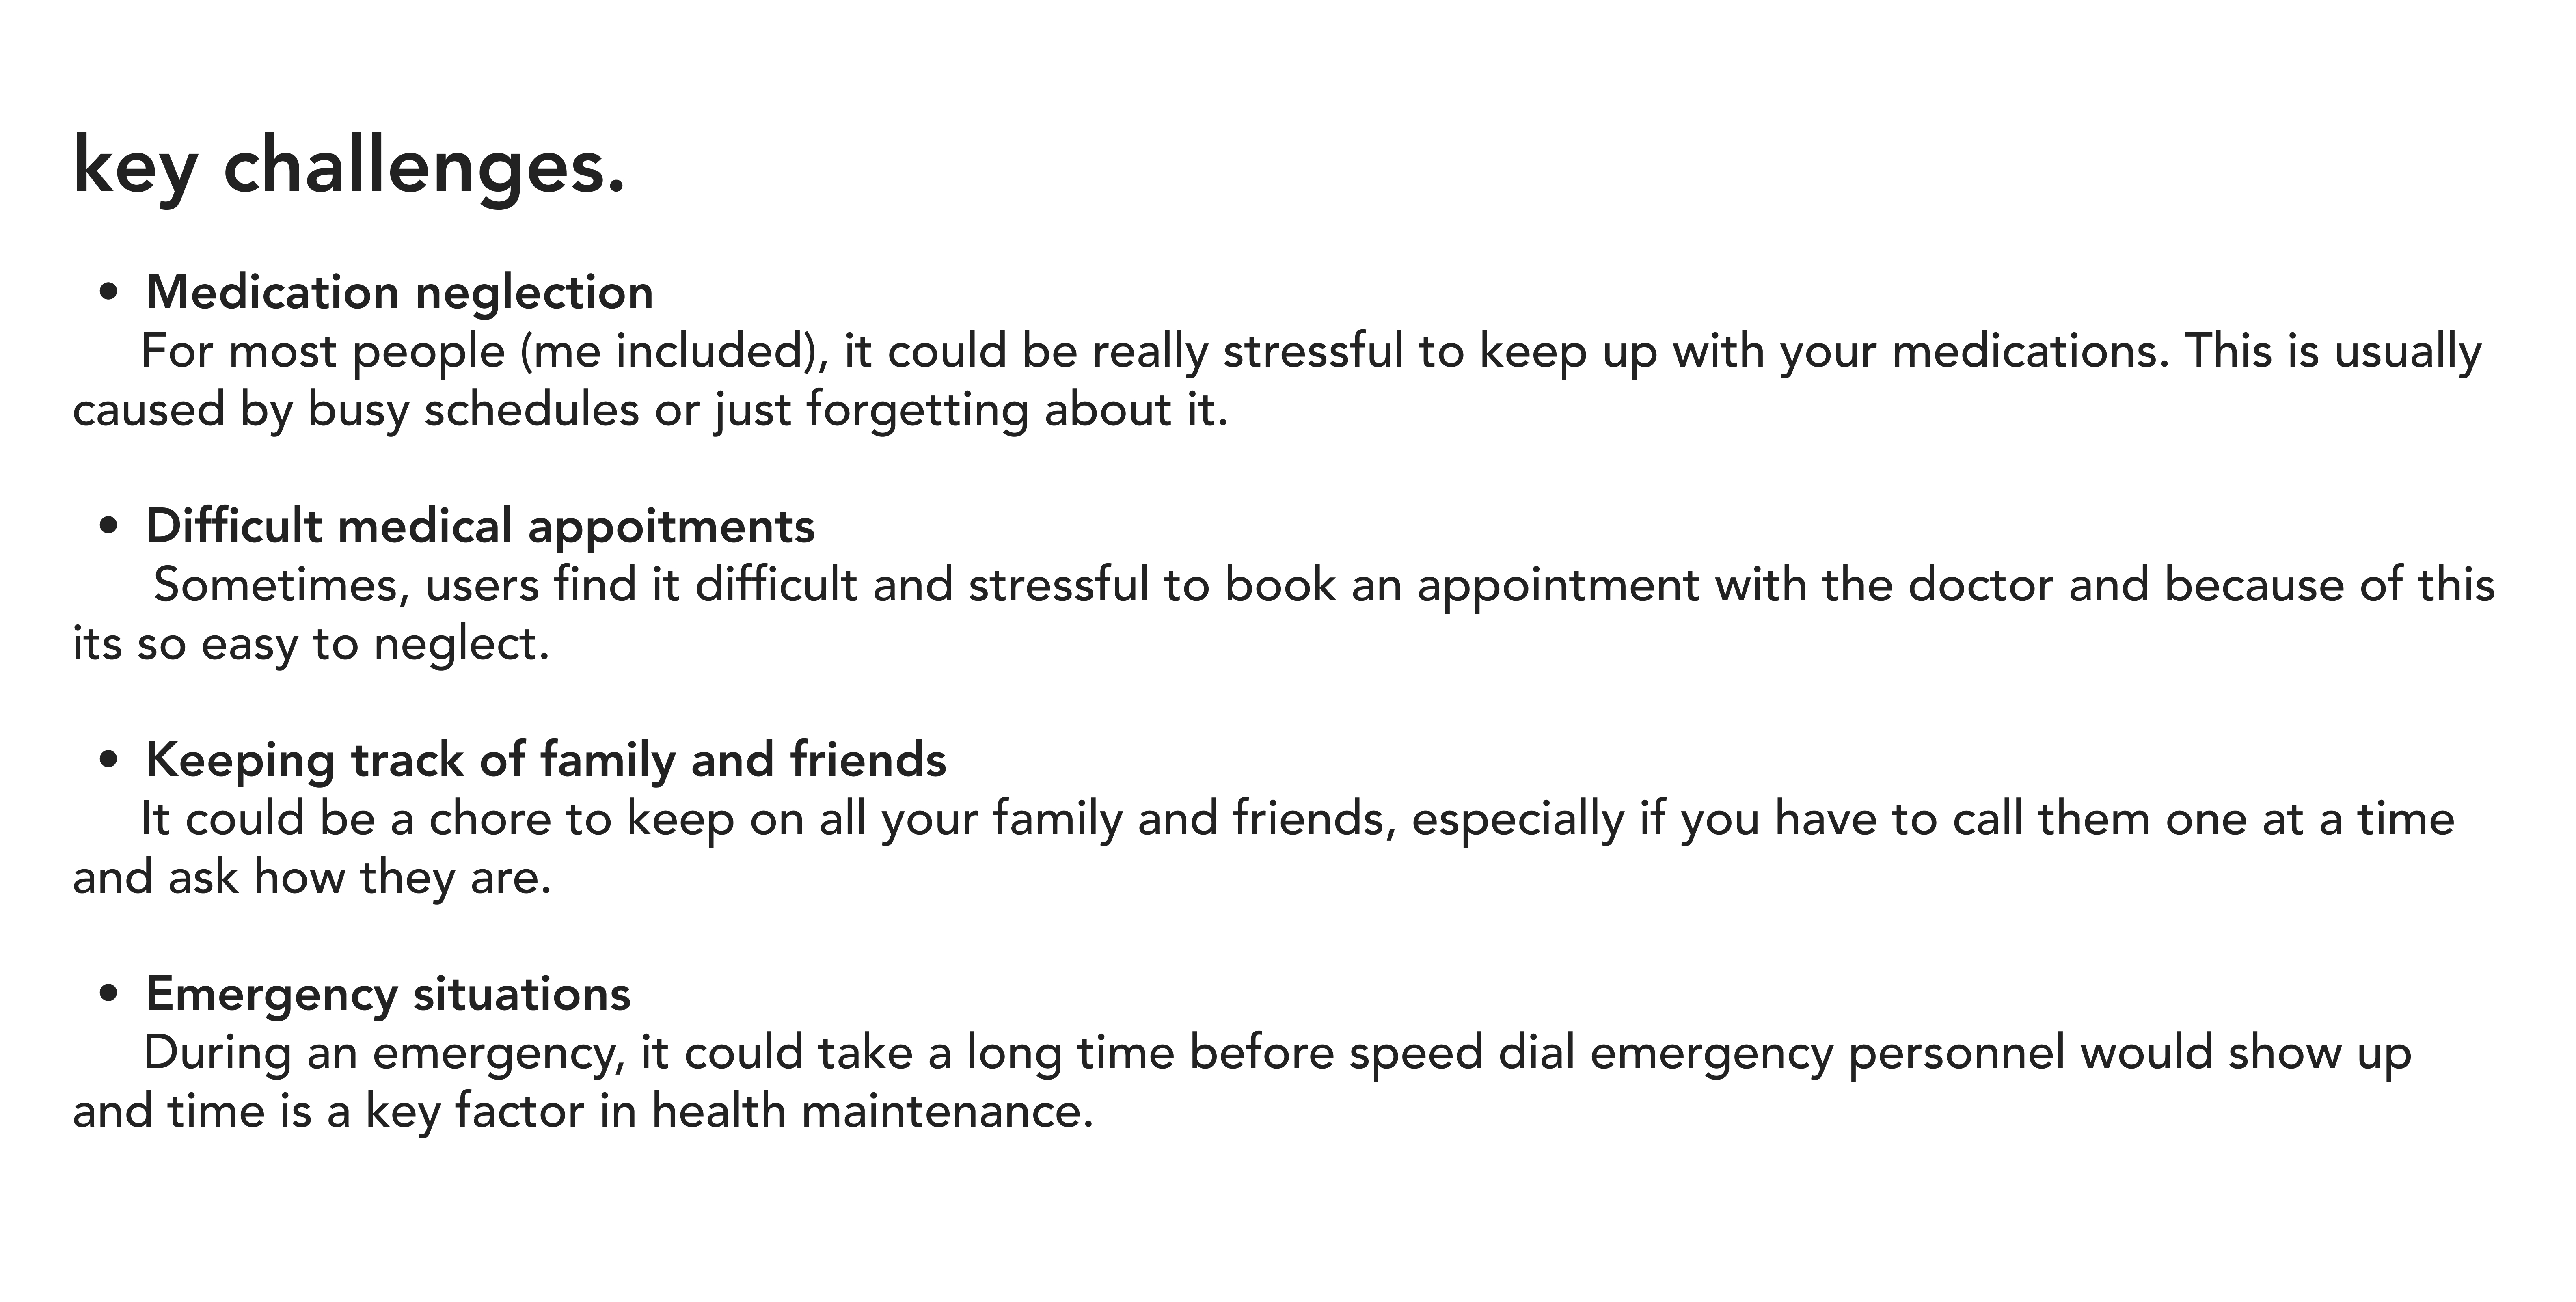 key challenges.
• Medication neglection
For most people (me included), it could be really stressful to keep up with your medications. This is usually
caused by busy schedules or just forgetting about it.
• Difficult medical appoitments
Sometimes, users find it difficult and stressful to book an appointment with the doctor and because of this
its so easy to neglect.
• Keeping track of family and friends
It could be a chore to keep on all your family and friends, especially if you have to call them one at a time
and ask how they are.
• Emergency situations
During an emergency, it could take a long time before speed dial emergency personnel would show up
and time is a key factor in health maintenance.